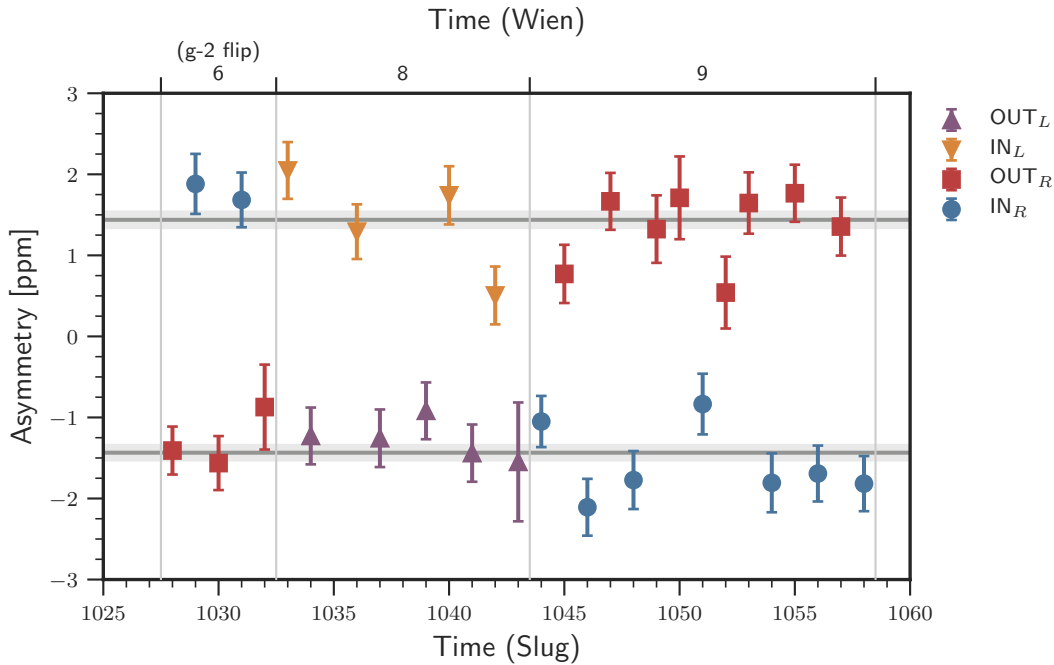 Time (Wien)
(g-2 flip)
6 8 9
3
2
1
0
−1
−2
−3
Asymmetry [ppm]
1025 1030 1035 1040 1045 1050 1055 1060
Time (Slug)
OUT_L
IN_L
OUT_R
IN_R